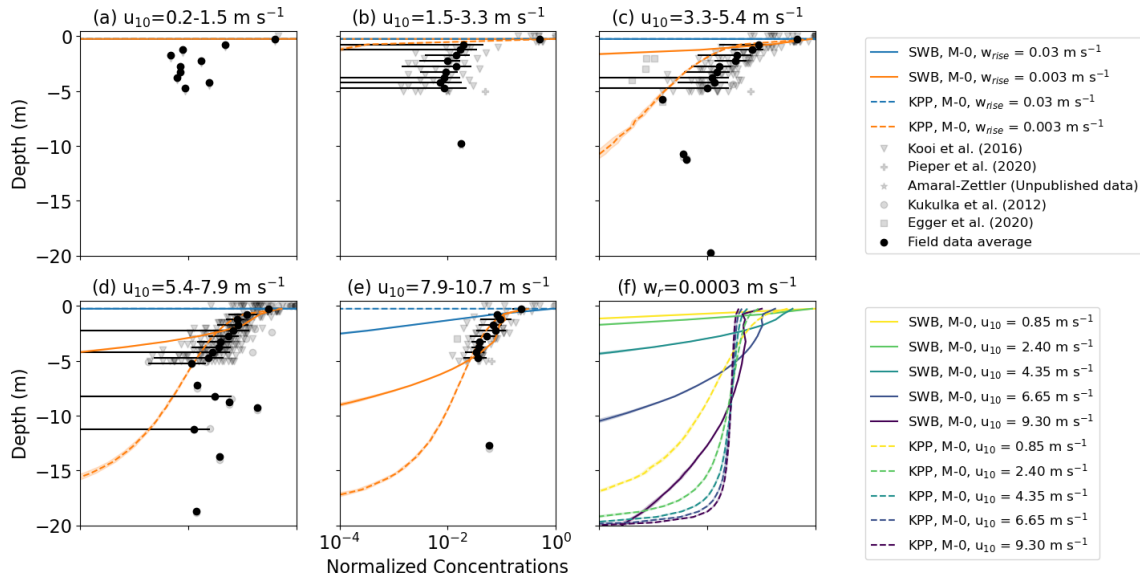 (a) u₁₀=0.2-1.5 m s⁻¹
(b) u₁₀=1.5-3.3 m s⁻¹
(c) u₁₀=3.3-5.4 m s⁻¹
0
−5
−10
−15
−20
Depth (m)
SWB, M-0, w_rise = 0.03 m s⁻¹
SWB, M-0, w_rise = 0.003 m s⁻¹
KPP, M-0, w_rise = 0.03 m s⁻¹
KPP, M-0, w_rise = 0.003 m s⁻¹
Kooi et al. (2016)
Pieper et al. (2020)
Amaral-Zettler (Unpublished data)
Kukulka et al. (2012)
Egger et al. (2020)
Field data average
(d) u₁₀=5.4-7.9 m s⁻¹
(e) u₁₀=7.9-10.7 m s⁻¹
(f) w_r=0.0003 m s⁻¹
0
−5
−10
−15
−20
Depth (m)
10⁻⁴
10⁻²
10⁰
Normalized Concentrations
SWB, M-0, u₁₀ = 0.85 m s⁻¹
SWB, M-0, u₁₀ = 2.40 m s⁻¹
SWB, M-0, u₁₀ = 4.35 m s⁻¹
SWB, M-0, u₁₀ = 6.65 m s⁻¹
SWB, M-0, u₁₀ = 9.30 m s⁻¹
KPP, M-0, u₁₀ = 0.85 m s⁻¹
KPP, M-0, u₁₀ = 2.40 m s⁻¹
KPP, M-0, u₁₀ = 4.35 m s⁻¹
KPP, M-0, u₁₀ = 6.65 m s⁻¹
KPP, M-0, u₁₀ = 9.30 m s⁻¹